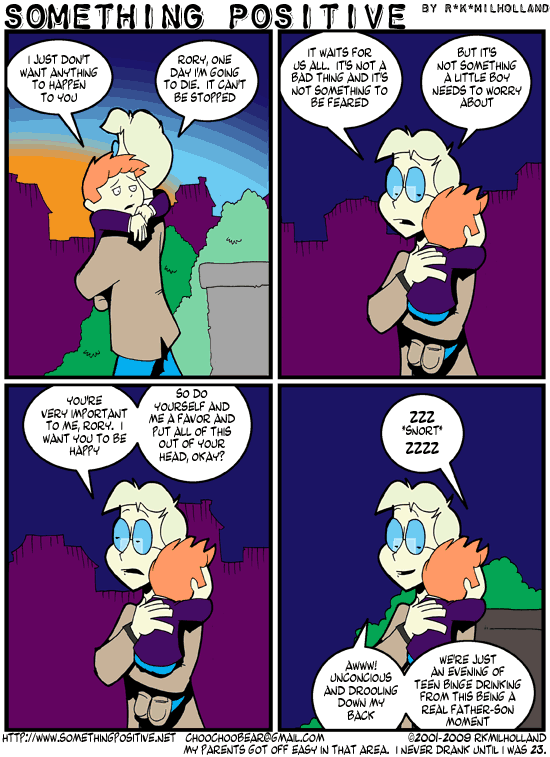 SOMETHING POSITIVE
BY R*K*MILHOLLAND
I JUST DON'T
WANT ANYTHING
TO HAPPEN
TO YOU
RORY, ONE
DAY I'M GOING
TO DIE. IT CAN'T
BE STOPPED
IT WAITS FOR
US ALL. IT'S NOT A
BAD THING AND IT'S
NOT SOMETHING TO
BE FEARED
BUT IT'S
NOT SOMETHING
A LITTLE BOY
NEEDS TO WORRY
ABOUT
YOU'RE
VERY IMPORTANT
TO ME, RORY. I
WANT YOU TO BE
HAPPY
SO DO
YOURSELF AND
ME A FAVOR AND
PUT ALL OF THIS
OUT OF YOUR
HEAD, OKAY?
ZZZ
*SNORT*
ZZZZ
AWWW!
UNCONCIOUS
AND DROOLING
DOWN MY
BACK
WE'RE JUST
AN EVENING OF
TEEN BINGE DRINKING
FROM THIS BEING A
REAL FATHER-SON
MOMENT
HTTP://WWW.SOMETHINGPOSITIVE.NET CHOOCHOOBEAR@GMAIL.COM ©2001-2009 RKMILHOLLAND
MY PARENTS GOT OFF EASY IN THAT AREA. I NEVER DRANK UNTIL I WAS 23.